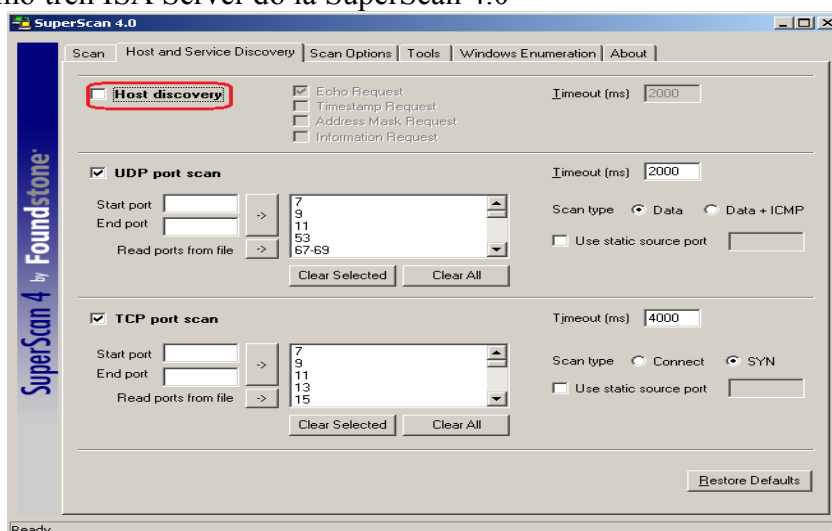 trên ISA Server đó là SuperScan 4.0
SuperScan 4.0
Scan Host and Service Discovery Scan Options Tools Windows Enumeration About
Host discovery
Echo Request
Timestamp Request
Address Mask Request
Information Request
Timeout (ms) 2000
UDP port scan
Timeout (ms) 2000
Start port
End port
->
Read ports from file ->
7
9
11
53
67-69
Clear Selected Clear All
Scan type Data Data + ICMP
Use static source port
TCP port scan
Timeout (ms) 4000
Start port
End port
->
Read ports from file ->
7
9
11
13
15
Clear Selected Clear All
Scan type Connect SYN
Use static source port
Restore Defaults
SuperScan 4 by Foundstone
Ready